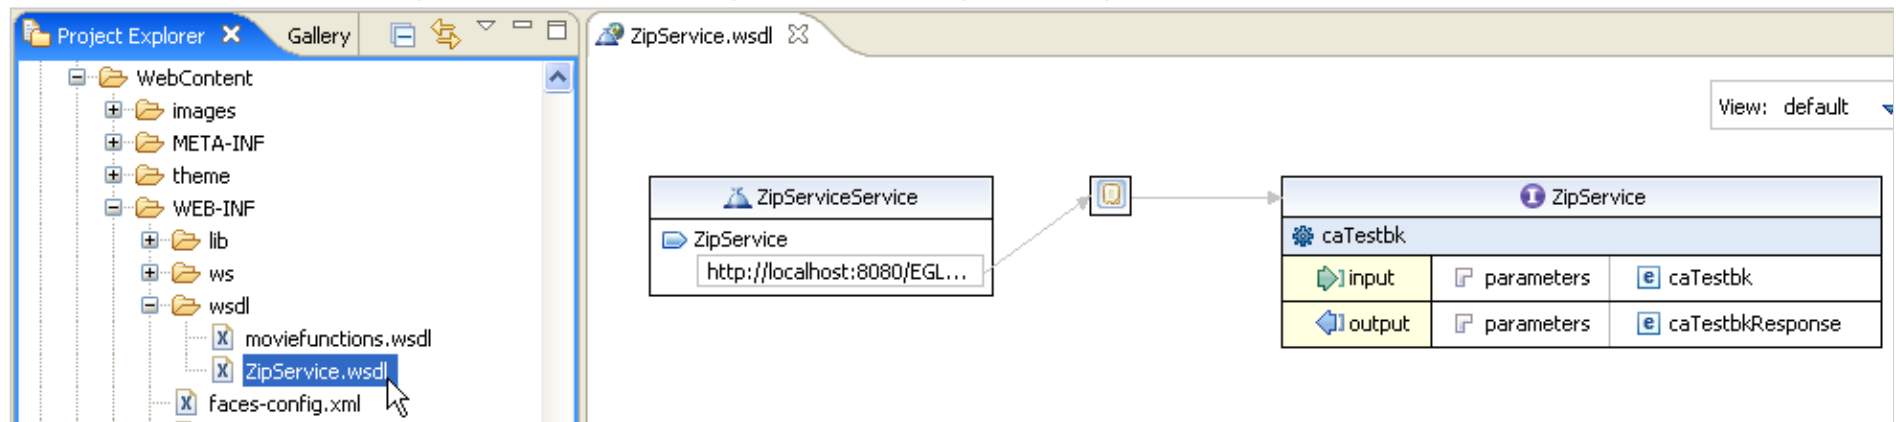 Project Explorer
Gallery
WebContent
images
META-INF
theme
WEB-INF
lib
ws
wsdl
moviefunctions.wsdl
ZipService.wsdl
faces-config.xml
ZipService.wsdl
View: default
ZipServiceService
ZipService
http://localhost:8080/EGL...
ZipService
caTestbk
input parameters caTestbk
output parameters caTestbkResponse